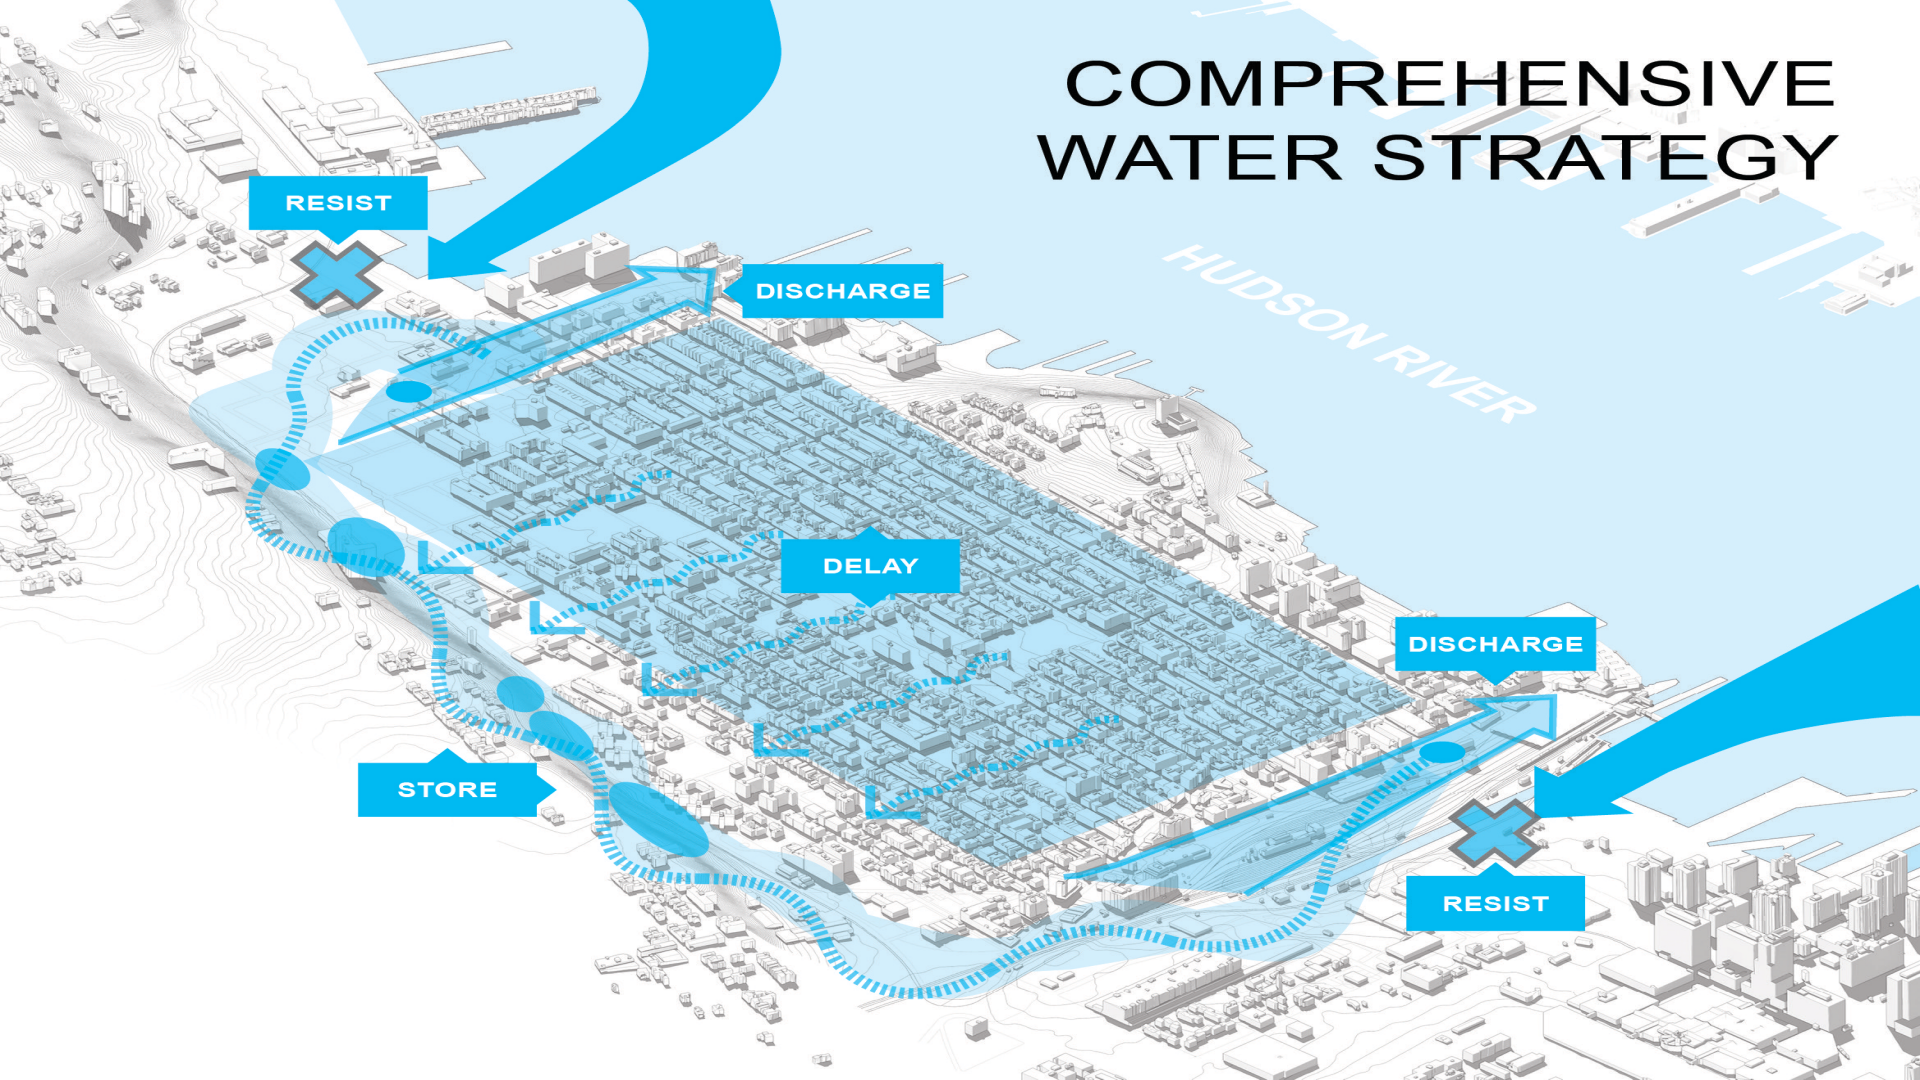 COMPREHENSIVE
WATER STRATEGY
RESIST
DISCHARGE
HUDSON RIVER
DELAY
DISCHARGE
STORE
RESIST